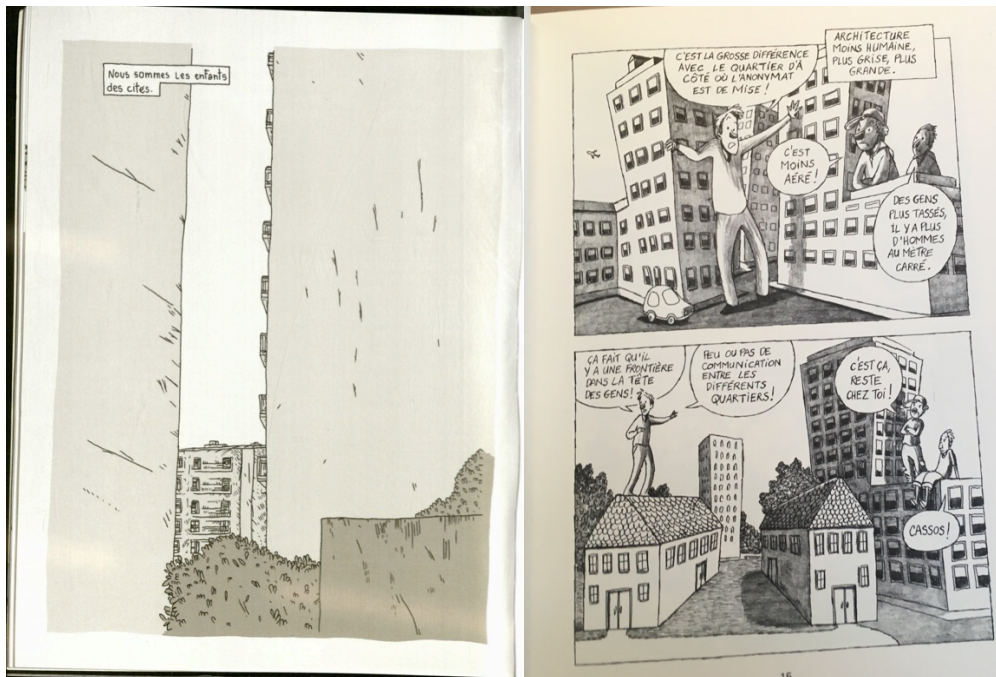 Nous sommes les enfants
des cités.
C'EST LA GROSSE DIFFÉRENCE
AVEC LE QUARTIER D'À
CÔTÉ OÙ L'ANONYMAT
EST DE MISE !
ARCHITECTURE
MOINS HUMAINE,
PLUS GRISE, PLUS
GRANDE.
C'EST
MOINS
AÉRÉ !
DES GENS
PLUS TASSÉS,
IL Y A PLUS
D'HOMMES
AU MÈTRE
CARRÉ.
ÇA FAIT QU'IL
Y A UNE FRONTIÈRE
DANS LA TÊTE
DES GENS !
PEU OU PAS DE
COMMUNICATION
ENTRE LES
DIFFÉRENTS
QUARTIERS !
C'EST ÇA,
RESTE
CHEZ TOI !
CASSOS !